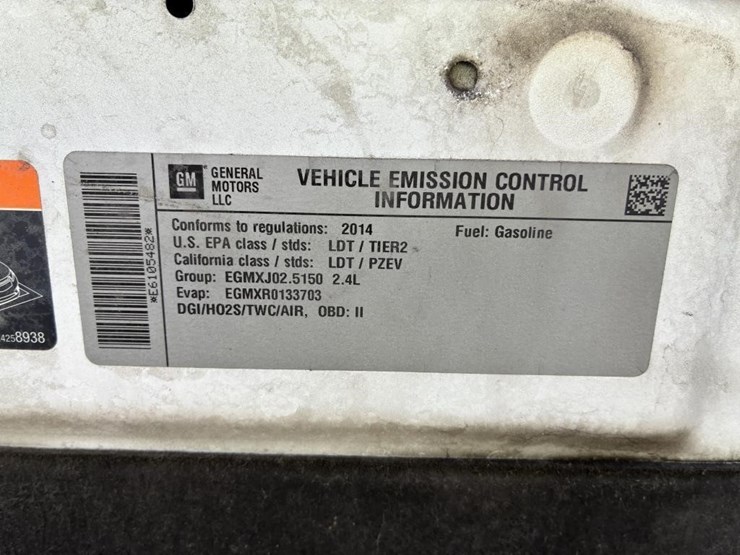 GM GENERAL MOTORS LLC
VEHICLE EMISSION CONTROL
INFORMATION
Conforms to regulations: 2014 Fuel: Gasoline
U.S. EPA class / stds: LDT / TIER2
California class / stds: LDT / PZEV
Group: EGMXJ02.5150 2.4L
Evap: EGMXR0133703
DGI/HO2S/TWC/AIR, OBD: II
*E6105482*
4258938